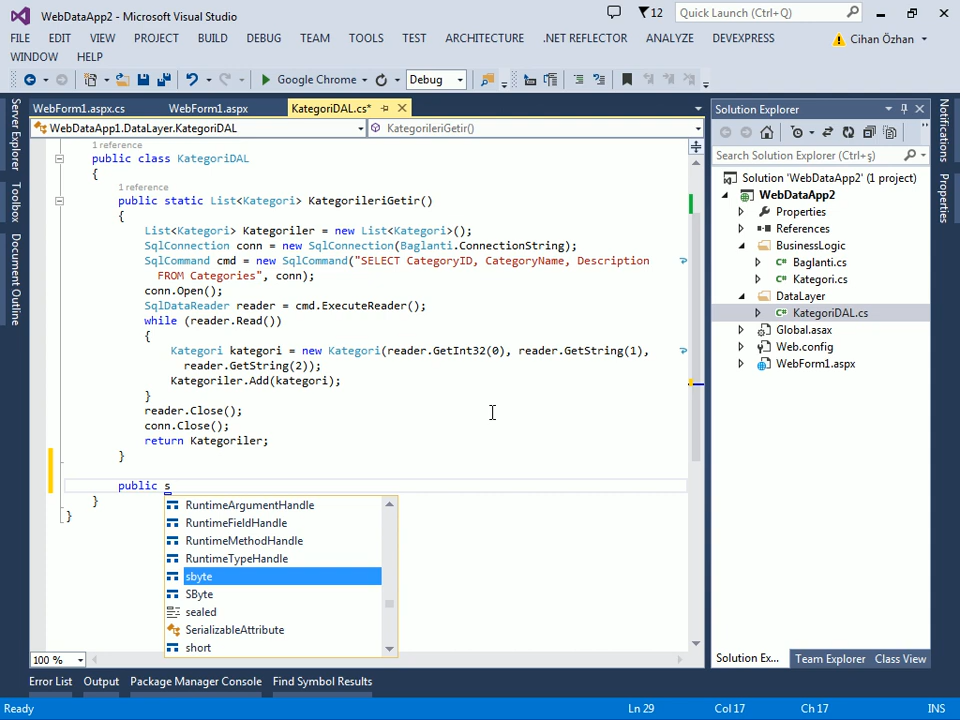 WebDataApp2 - Microsoft Visual Studio
12
Quick Launch (Ctrl+Q)
FILE EDIT VIEW PROJECT BUILD DEBUG TEAM TOOLS TEST ARCHITECTURE .NET REFLECTOR ANALYZE DEVEXPRESS
Cihan Özhan
WINDOW HELP
Google Chrome
Debug
Server Explorer
Toolbox
Document Outline
WebForm1.aspx.cs WebForm1.aspx KategoriDAL.cs*
WebDataApp1.DataLayer.KategoriDAL KategorileriGetir()
1 reference
public class KategoriDAL
{
1 reference
public static List<Kategori> KategorileriGetir()
{
List<Kategori> Kategoriler = new List<Kategori>();
SqlConnection conn = new SqlConnection(Baglanti.ConnectionString);
SqlCommand cmd = new SqlCommand("SELECT CategoryID, CategoryName, Description
FROM Categories", conn);
conn.Open();
SqlDataReader reader = cmd.ExecuteReader();
while (reader.Read())
{
Kategori kategori = new Kategori(reader.GetInt32(0), reader.GetString(1),
reader.GetString(2));
Kategoriler.Add(kategori);
}
reader.Close();
conn.Close();
return Kategoriler;
}
public s
}
}
RuntimeArgumentHandle
RuntimeFieldHandle
RuntimeMethodHandle
RuntimeTypeHandle
sbyte
SByte
sealed
SerializableAttribute
short
100 %
Solution Explorer
Search Solution Explorer (Ctrl+ş)
Solution 'WebDataApp2' (1 project)
WebDataApp2
Properties
References
BusinessLogic
Baglanti.cs
Kategori.cs
DataLayer
KategoriDAL.cs
Global.asax
Web.config
WebForm1.aspx
Solution Ex... Team Explorer Class View
Notifications
Properties
Error List Output Package Manager Console Find Symbol Results
Ready Ln 29 Col 17 Ch 17 INS